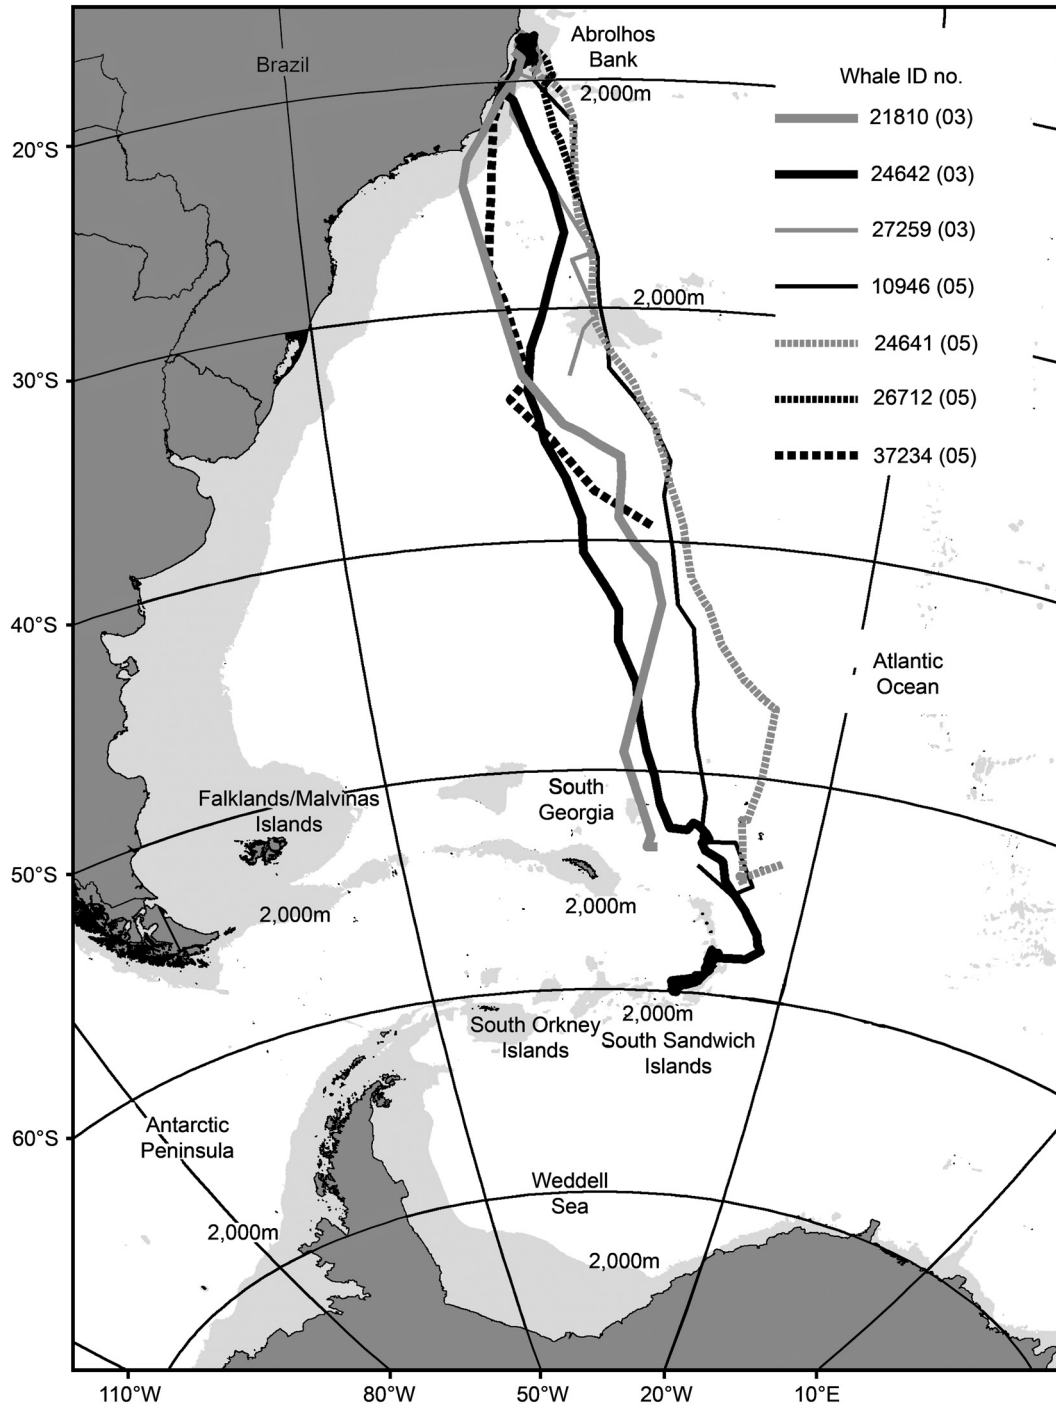 Abrolhos
Bank
Brazil
2,000m
Whale ID no.
21810 (03)
24642 (03)
27259 (03)
10946 (05)
24641 (05)
26712 (05)
37234 (05)
20°S
2,000m
30°S
40°S
Atlantic
Ocean
Falklands/Malvinas
Islands
South
Georgia
50°S
2,000m
2,000m
2,000m
South Orkney
Islands
South Sandwich
Islands
60°S
Antarctic
Peninsula
Weddell
Sea
2,000m
2,000m
110°W
80°W
50°W
20°W
10°E